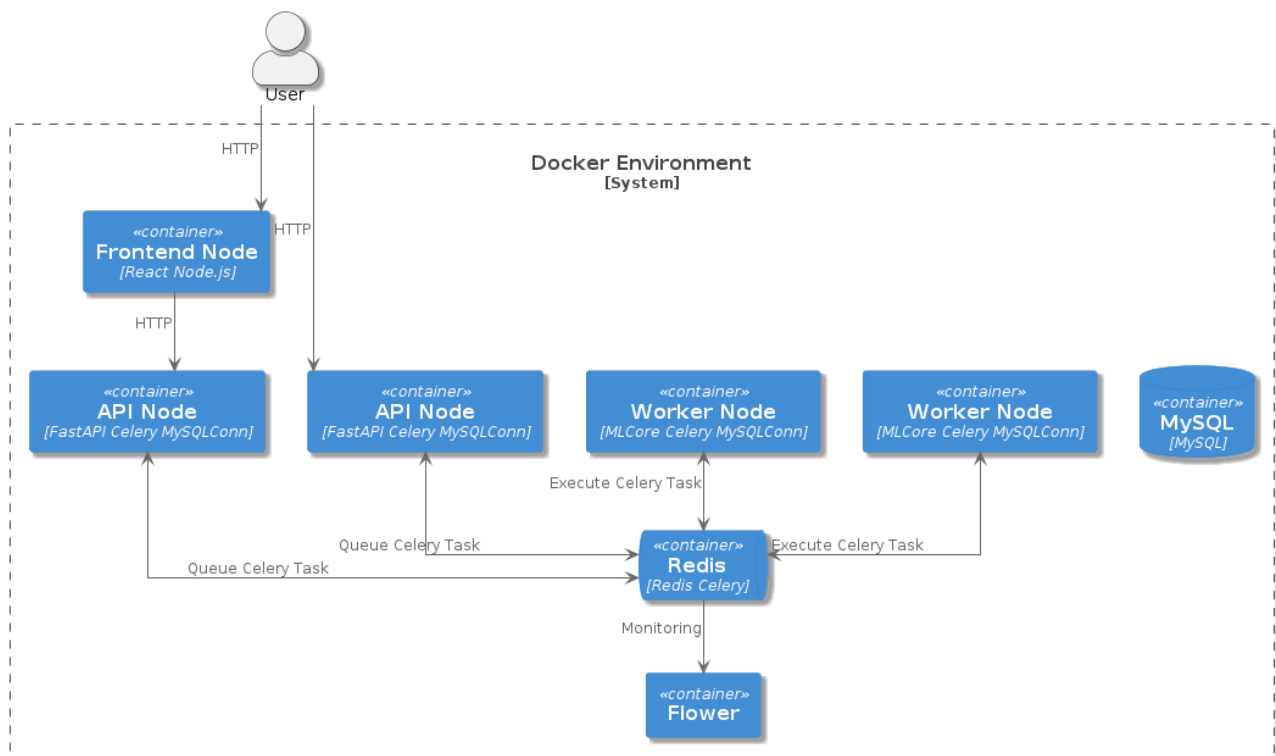 User
HTTP
Docker Environment
[System]
«container»
Frontend Node
[React Node.js]
HTTP
HTTP
«container»
API Node
[FastAPI Celery MySQLConn]
«container»
API Node
[FastAPI Celery MySQLConn]
«container»
Worker Node
[MLCore Celery MySQLConn]
«container»
Worker Node
[MLCore Celery MySQLConn]
«container»
MySQL
[MySQL]
Execute Celery Task
Queue Celery Task
Queue Celery Task
«container»
Redis
[Redis Celery]
Execute Celery Task
Monitoring
«container»
Flower